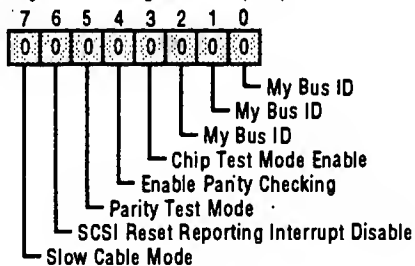 7 6 5 4 3 2 1 0
0 0 0 0 0 0 0 0
My Bus ID
My Bus ID
My Bus ID
Chip Test Mode Enable
Enable Parity Checking
Parity Test Mode
SCSI Reset Reporting Interrupt Disable
Slow Cable Mode